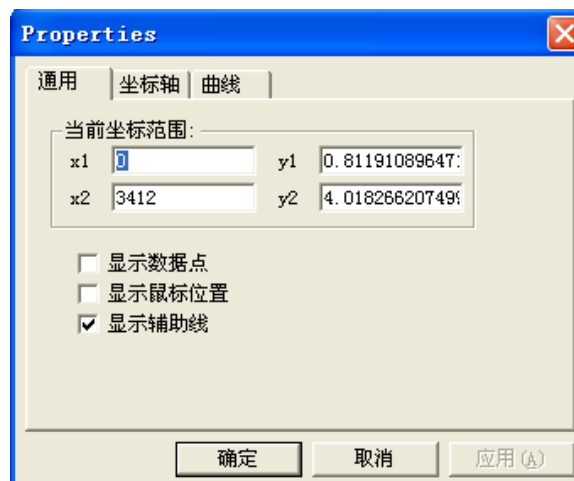 Properties
通用 坐标轴 曲线
当前坐标范围:
x1 0 y1 0.81191089647
x2 3412 y2 4.018266207499
显示数据点
显示鼠标位置
显示辅助线
确定 取消 应用(A)